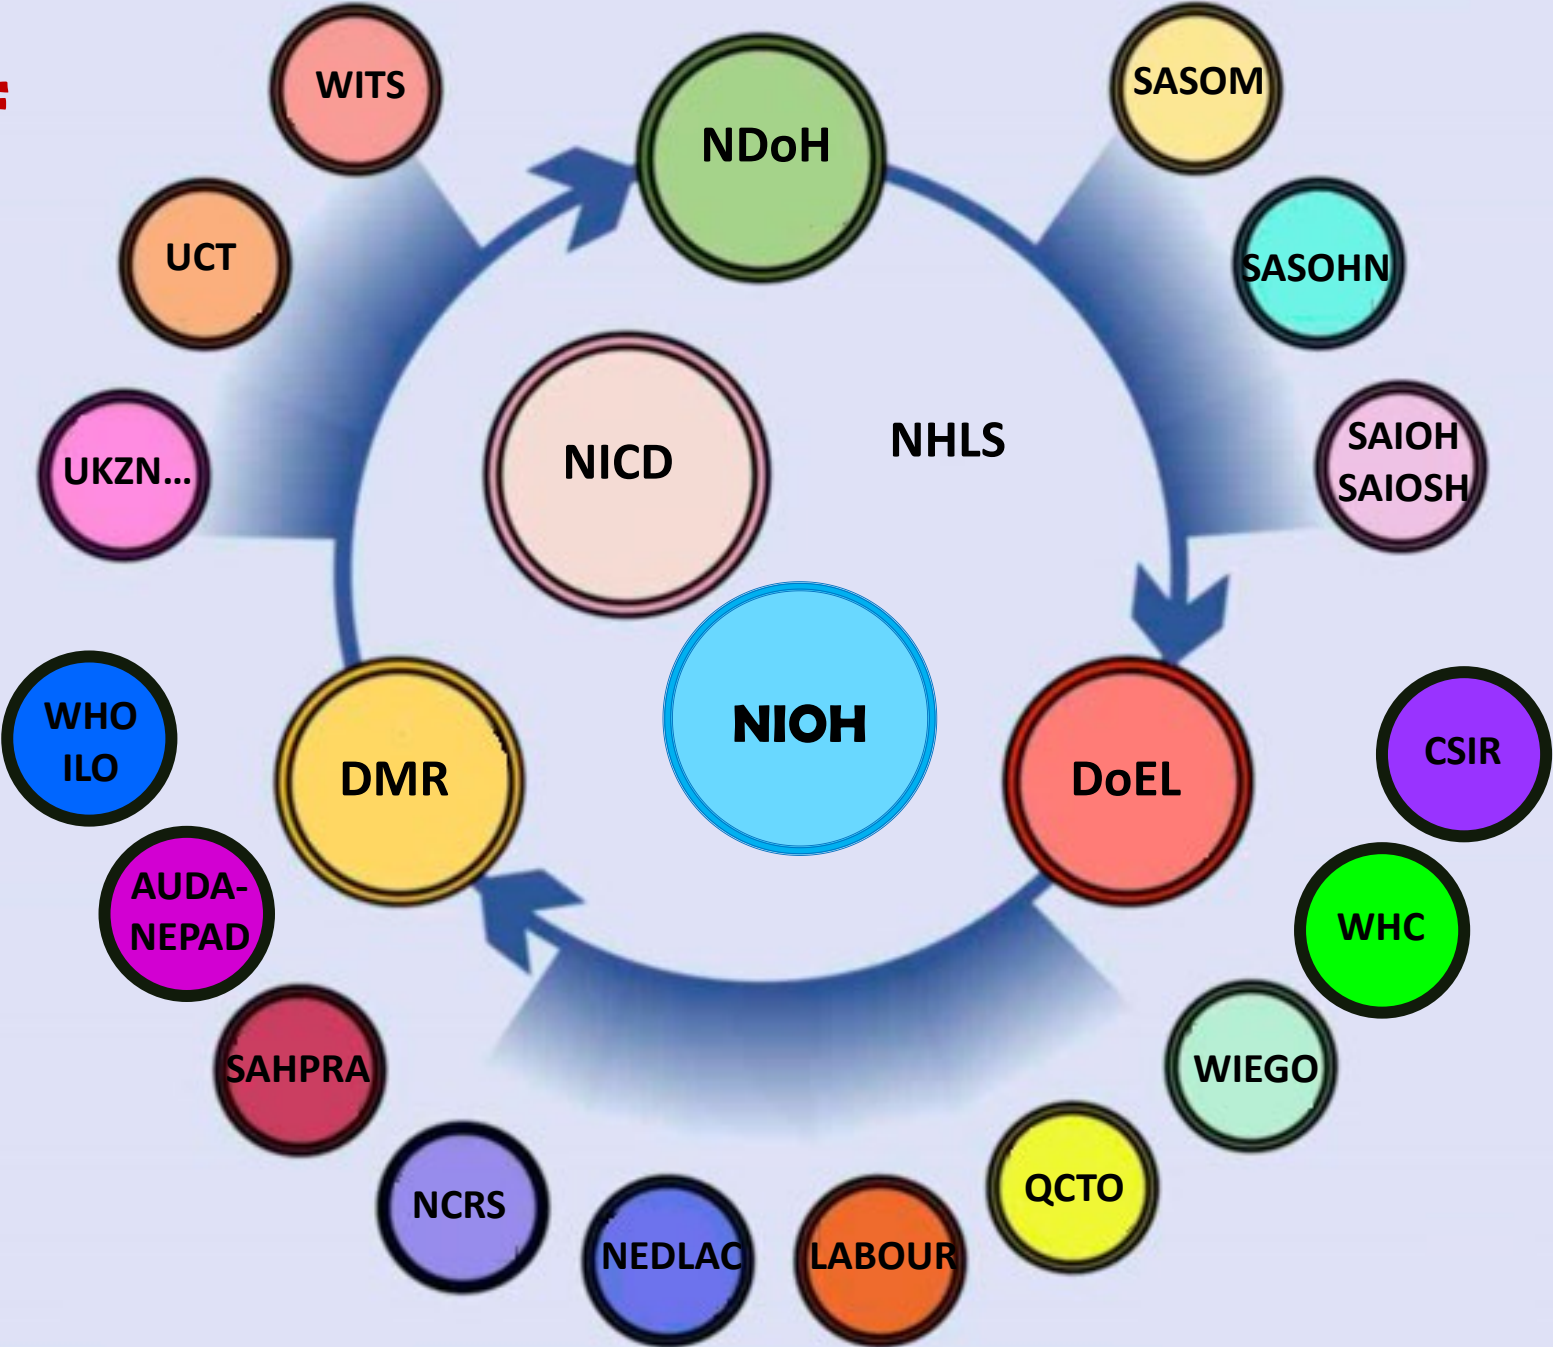 WITS
NDoH
SASOM
UCT
SASOHN
UKZN...
NICD
NHLS
SAIOH
SAIOSH
WHO
ILO
DMR
NIOH
DoEL
CSIR
AUDA-
NEPAD
WHC
SAHPRA
WIEGO
NCRS
NEDLAC
LABOUR
QCTO